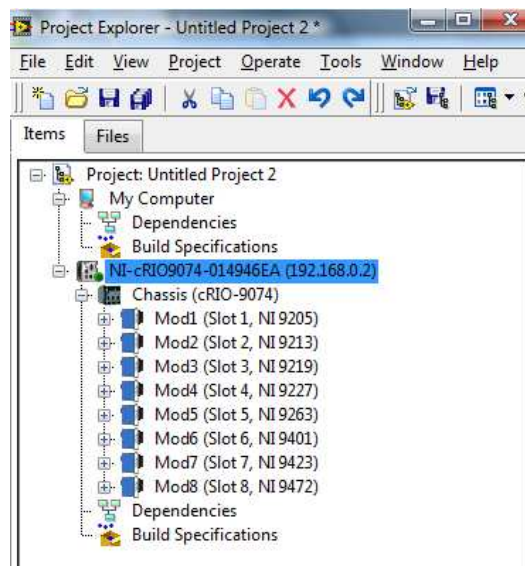 Project Explorer - Untitled Project 2 *
File Edit View Project Operate Tools Window Help
Items Files
Project: Untitled Project 2
My Computer
Dependencies
Build Specifications
NI-cRIO9074-014946EA (192.168.0.2)
Chassis (cRIO-9074)
Mod1 (Slot 1, NI 9205)
Mod2 (Slot 2, NI 9213)
Mod3 (Slot 3, NI 9219)
Mod4 (Slot 4, NI 9227)
Mod5 (Slot 5, NI 9263)
Mod6 (Slot 6, NI 9401)
Mod7 (Slot 7, NI 9423)
Mod8 (Slot 8, NI 9472)
Dependencies
Build Specifications